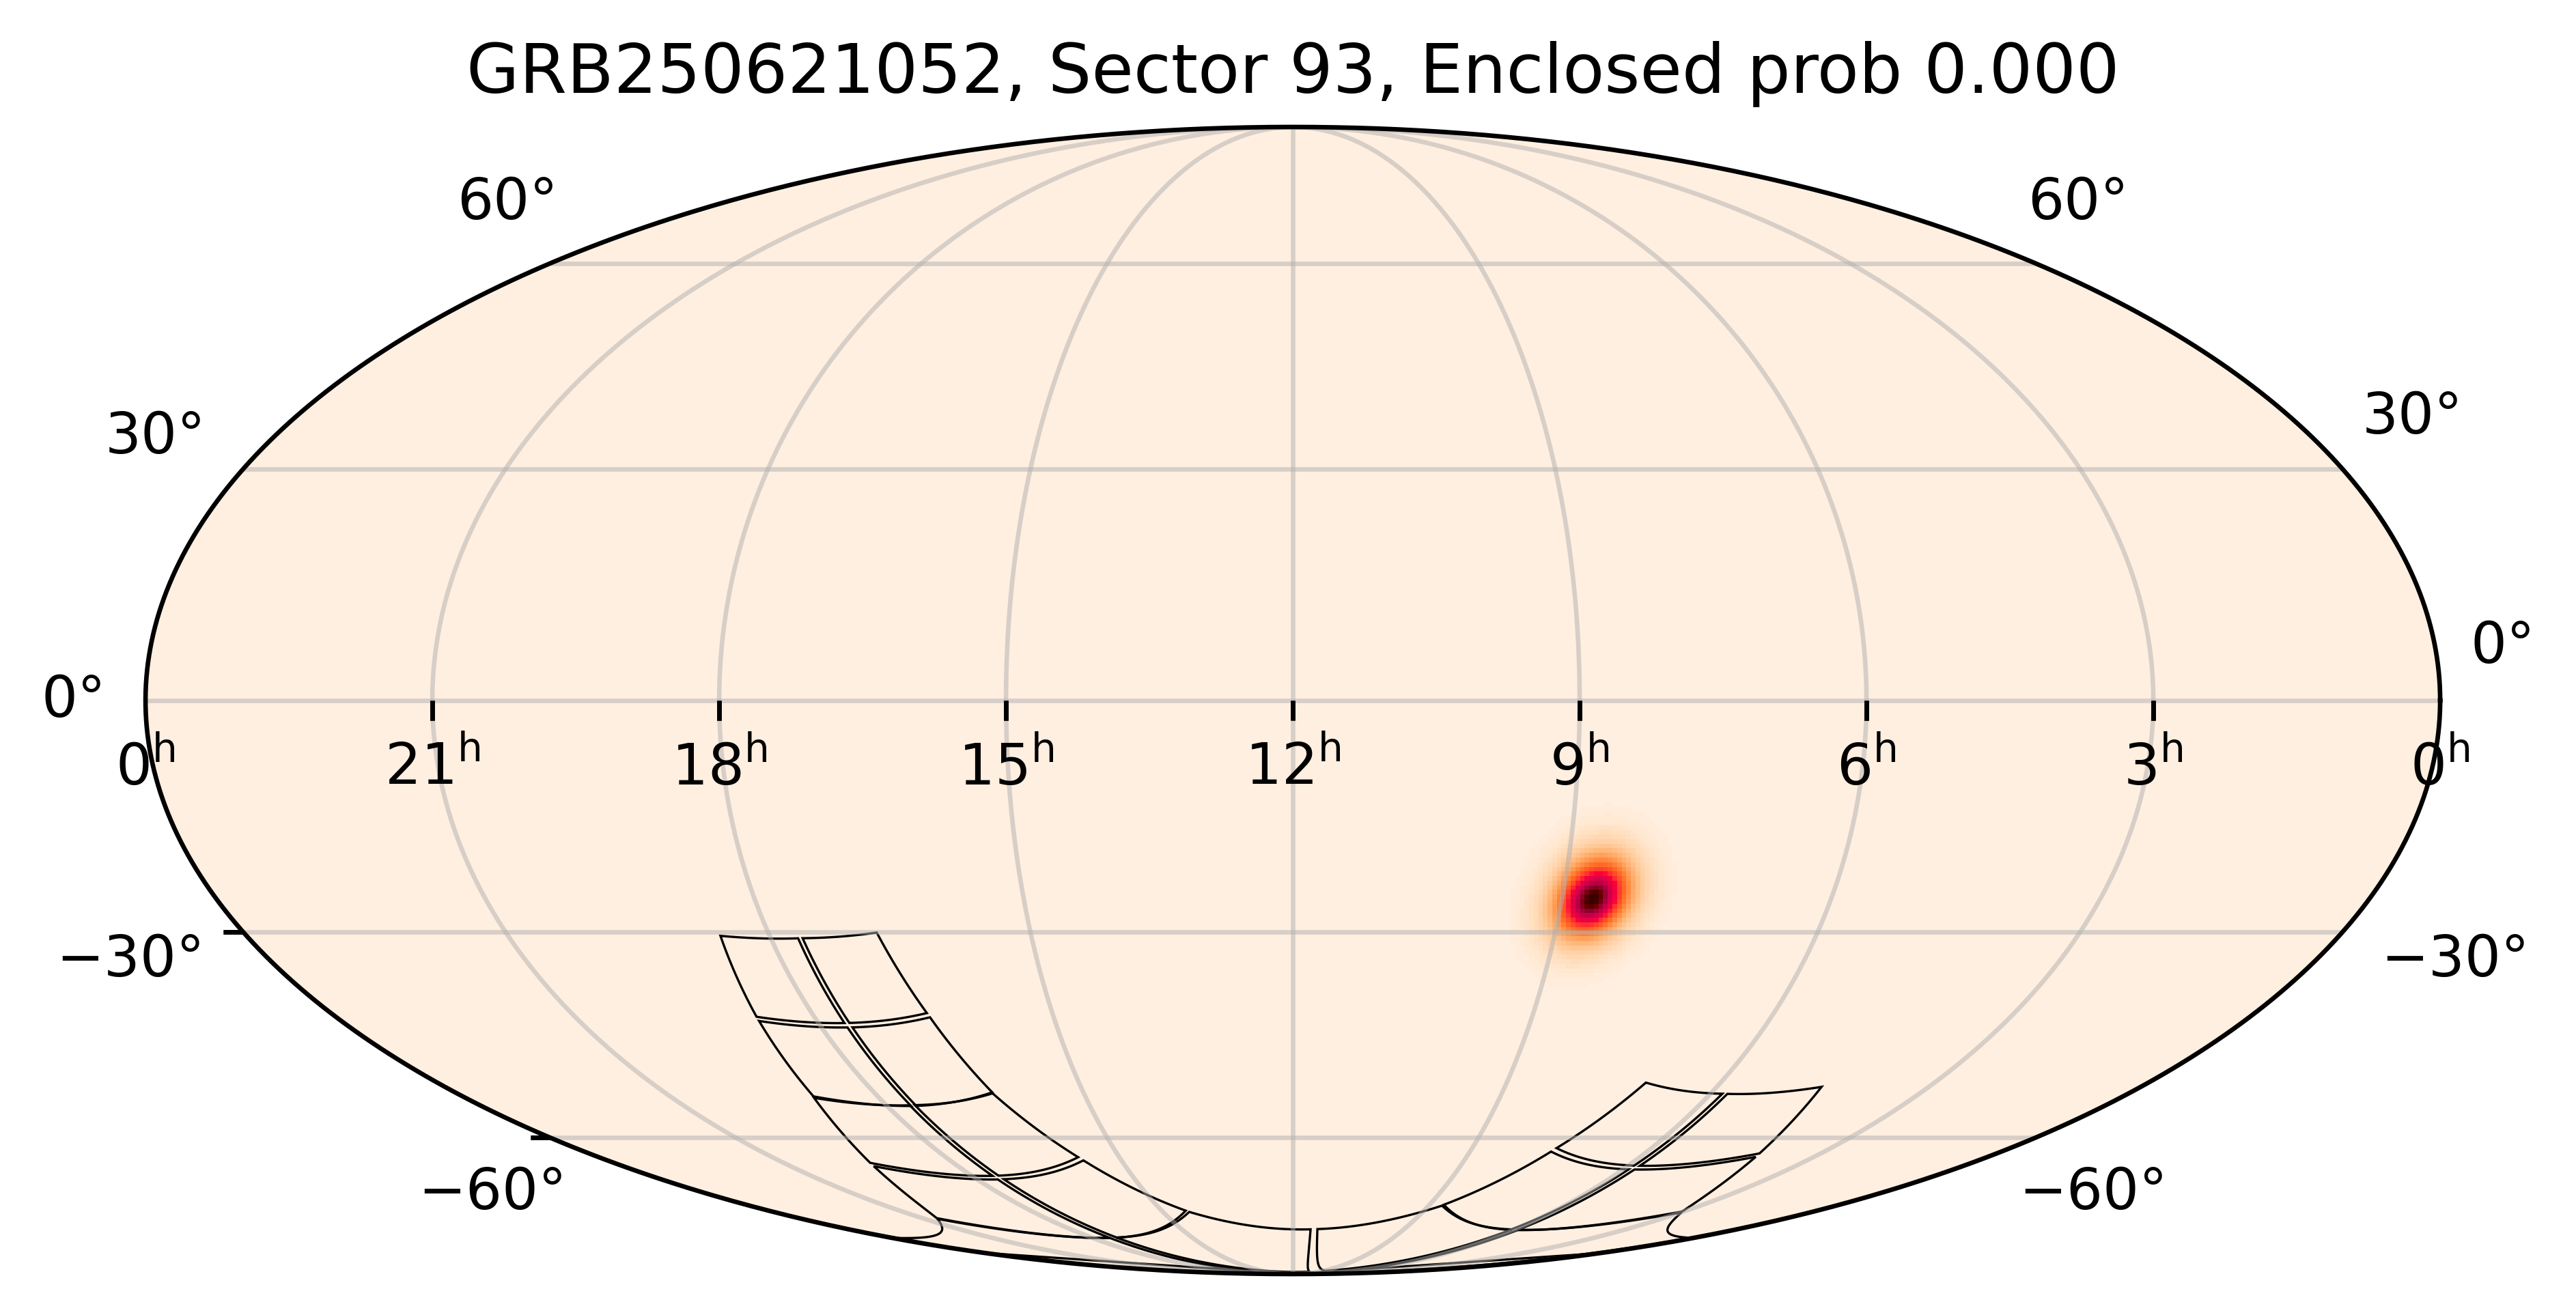 GRB250621052, Sector 93, Enclosed prob 0.000
60° 60°
30° 30°
0° 0°
0ʰ 21ʰ 18ʰ 15ʰ 12ʰ 9ʰ 6ʰ 3ʰ 0ʰ
−30° −30°
−60° −60°